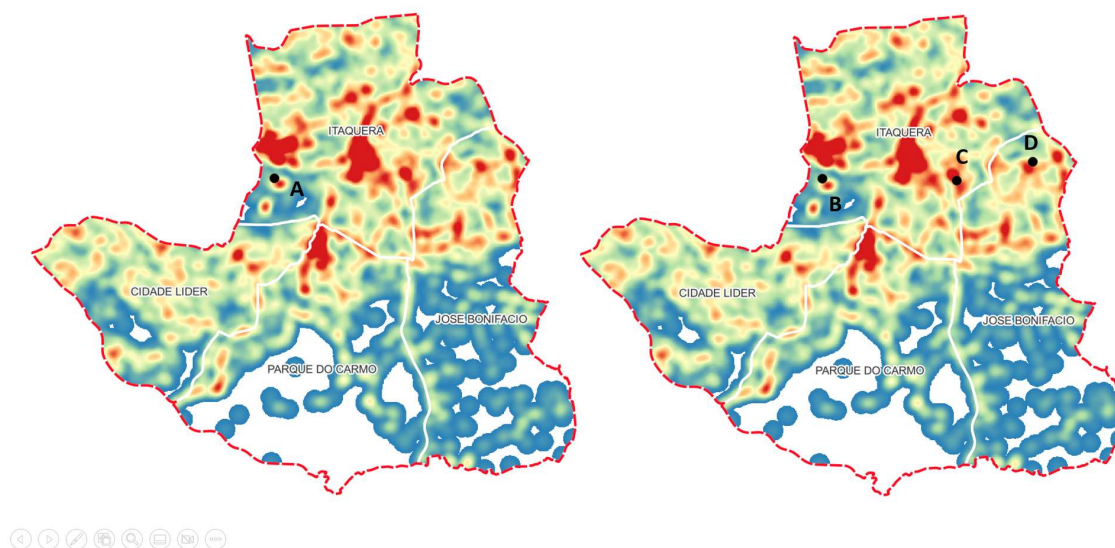 ITAQUERA
A
CIDADE LIDER
JOSE BONIFACIO
PARQUE DO CARMO
ITAQUERA
D
C
B
CIDADE LIDER
JOSE BONIFACIO
PARQUE DO CARMO